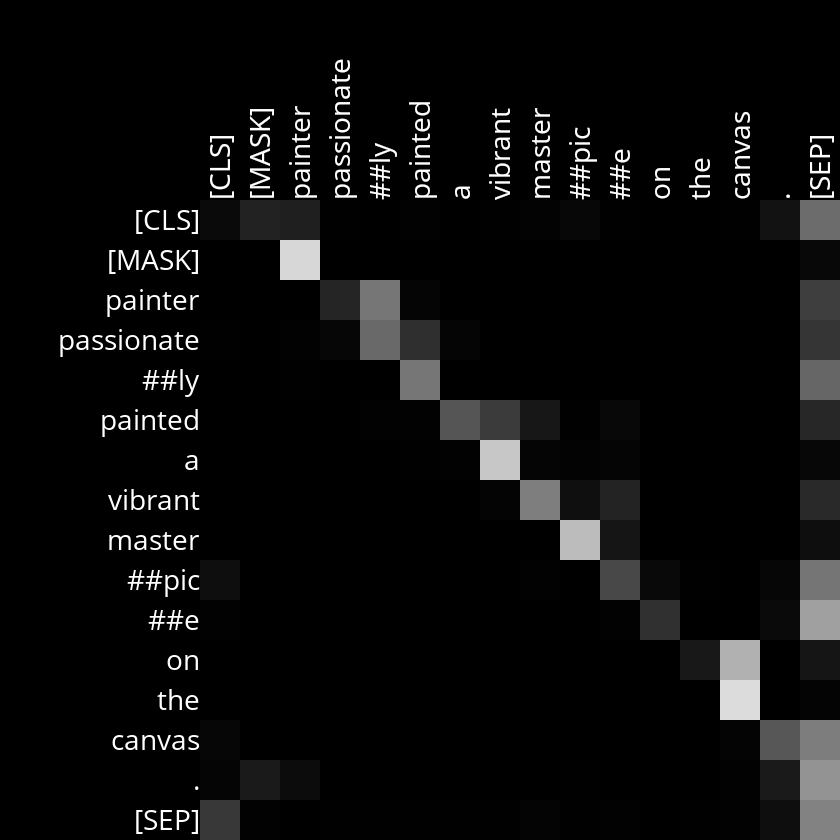 [CLS] [MASK] painter passionate ##ly painted a vibrant master ##pic ##e on the canvas . [SEP]
[CLS]
[MASK]
painter
passionate
##ly
painted
a
vibrant
master
##pic
##e
on
the
canvas
.
[SEP]